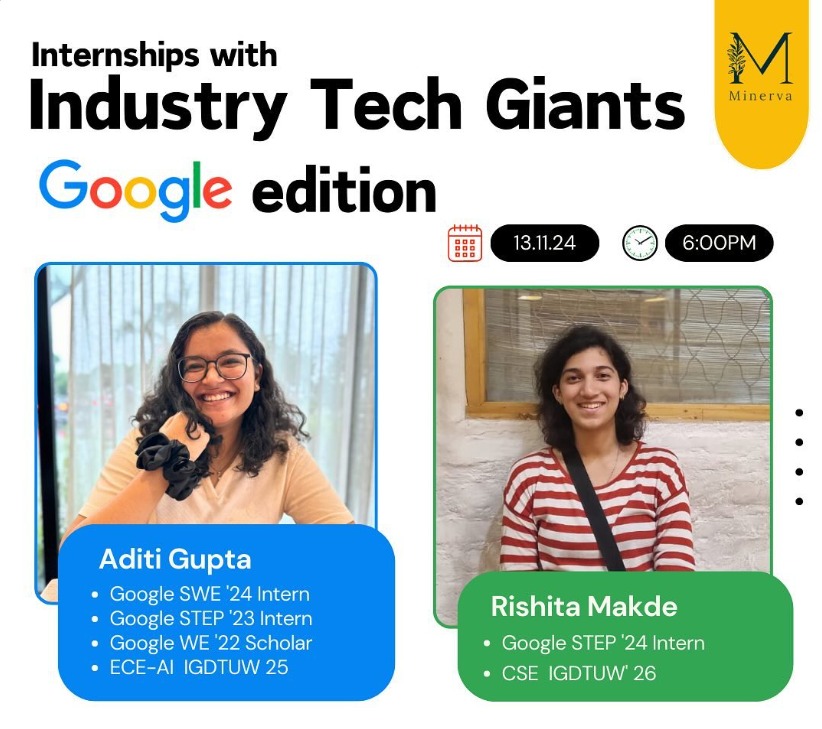 Internships with
Industry Tech Giants
Google edition
M
Minerva
13.11.24
6:00PM
Aditi Gupta
• Google SWE '24 Intern
• Google STEP '23 Intern
• Google WE '22 Scholar
• ECE-AI IGDTUW 25
Rishita Makde
• Google STEP '24 Intern
• CSE IGDTUW' 26